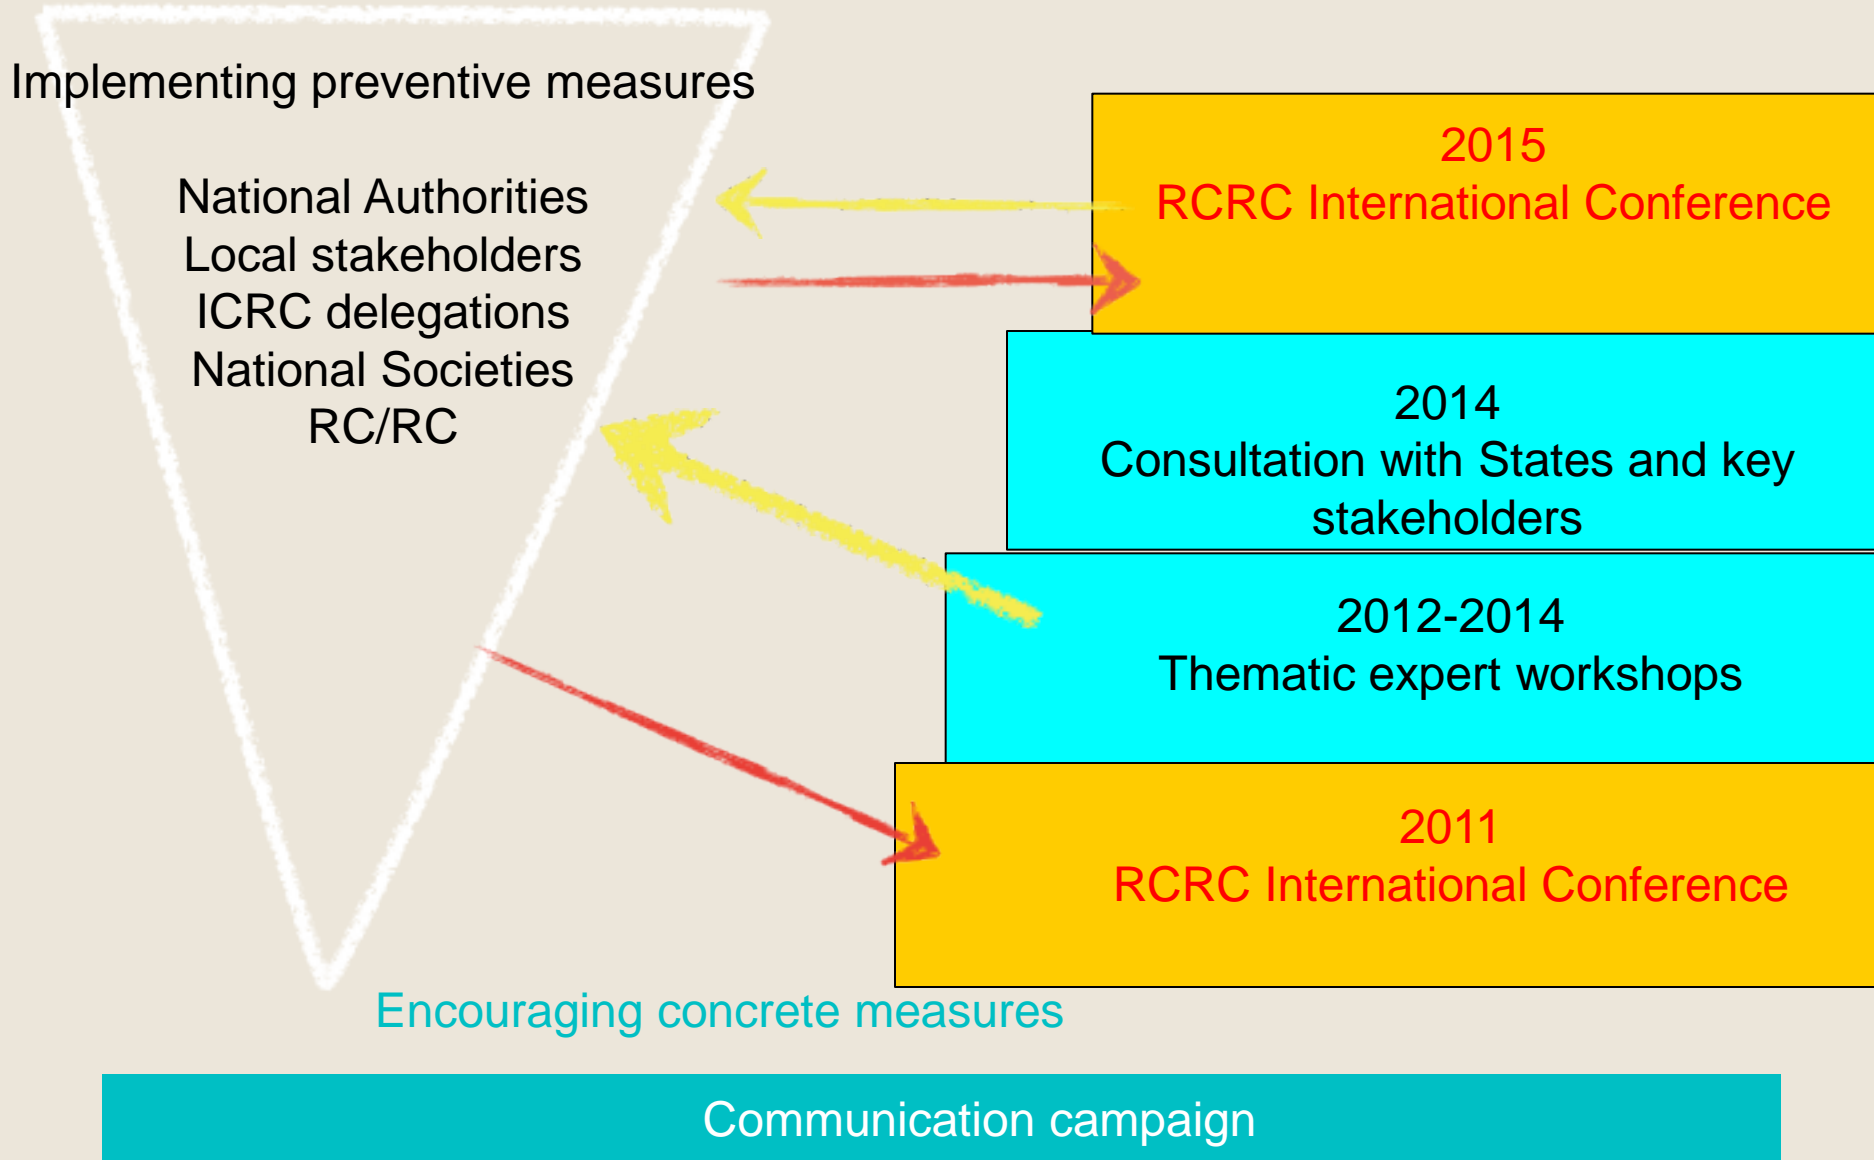 Implementing preventive measures
National Authorities
Local stakeholders
ICRC delegations
National Societies
RC/RC
2015
RCRC International Conference
2014
Consultation with States and key
stakeholders
2012-2014
Thematic expert workshops
2011
RCRC International Conference
Encouraging concrete measures
Communication campaign